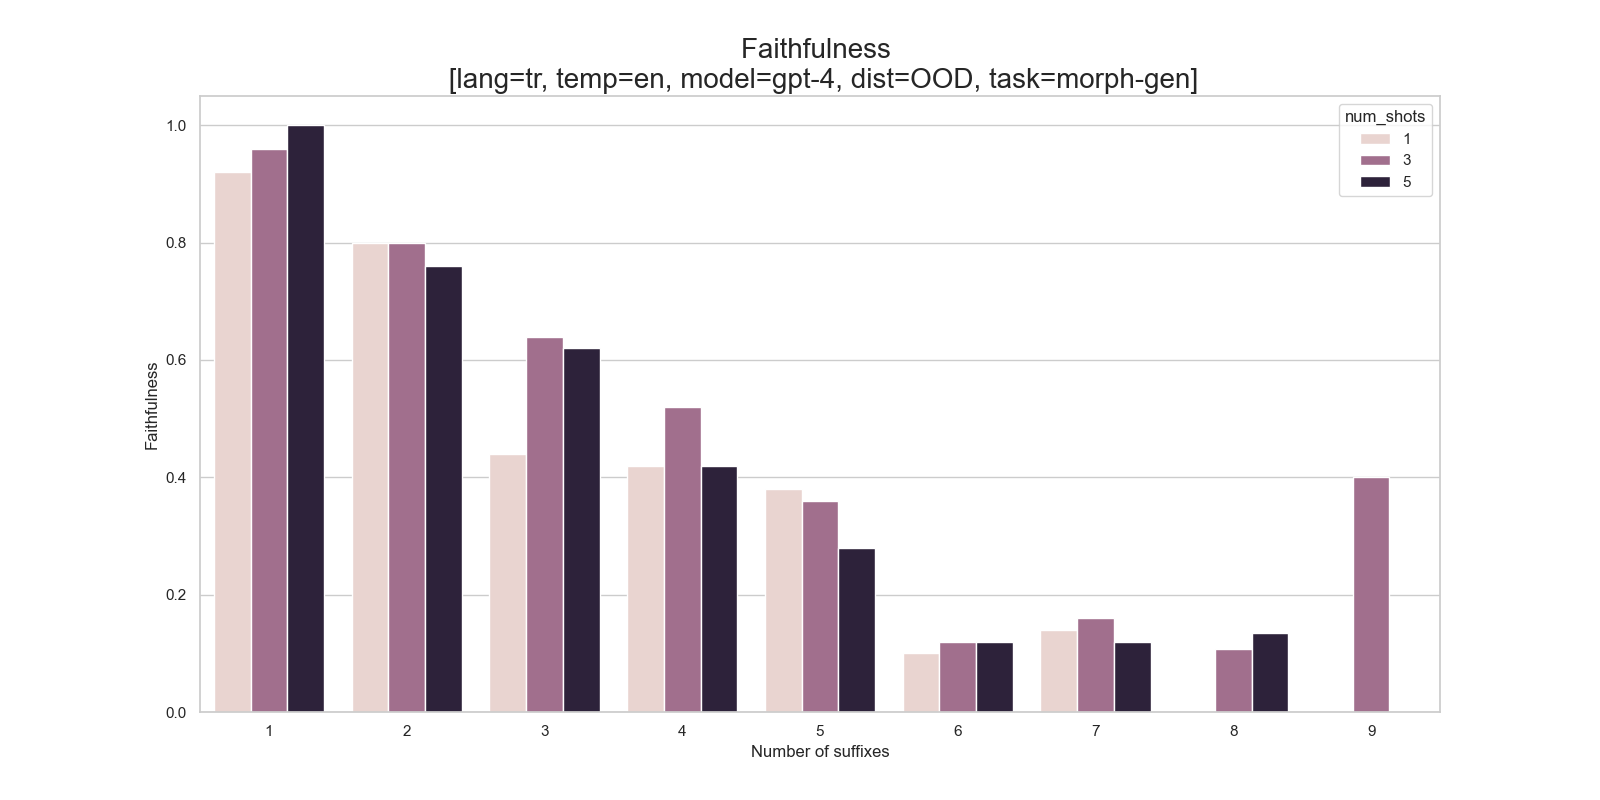 Faithfulness
[lang=tr, temp=en, model=gpt-4, dist=OOD, task=morph-gen]
num_shots
1
3
5
Faithfulness
1.0
0.8
0.6
0.4
0.2
0.0
1 2 3 4 5 6 7 8 9
Number of suffixes